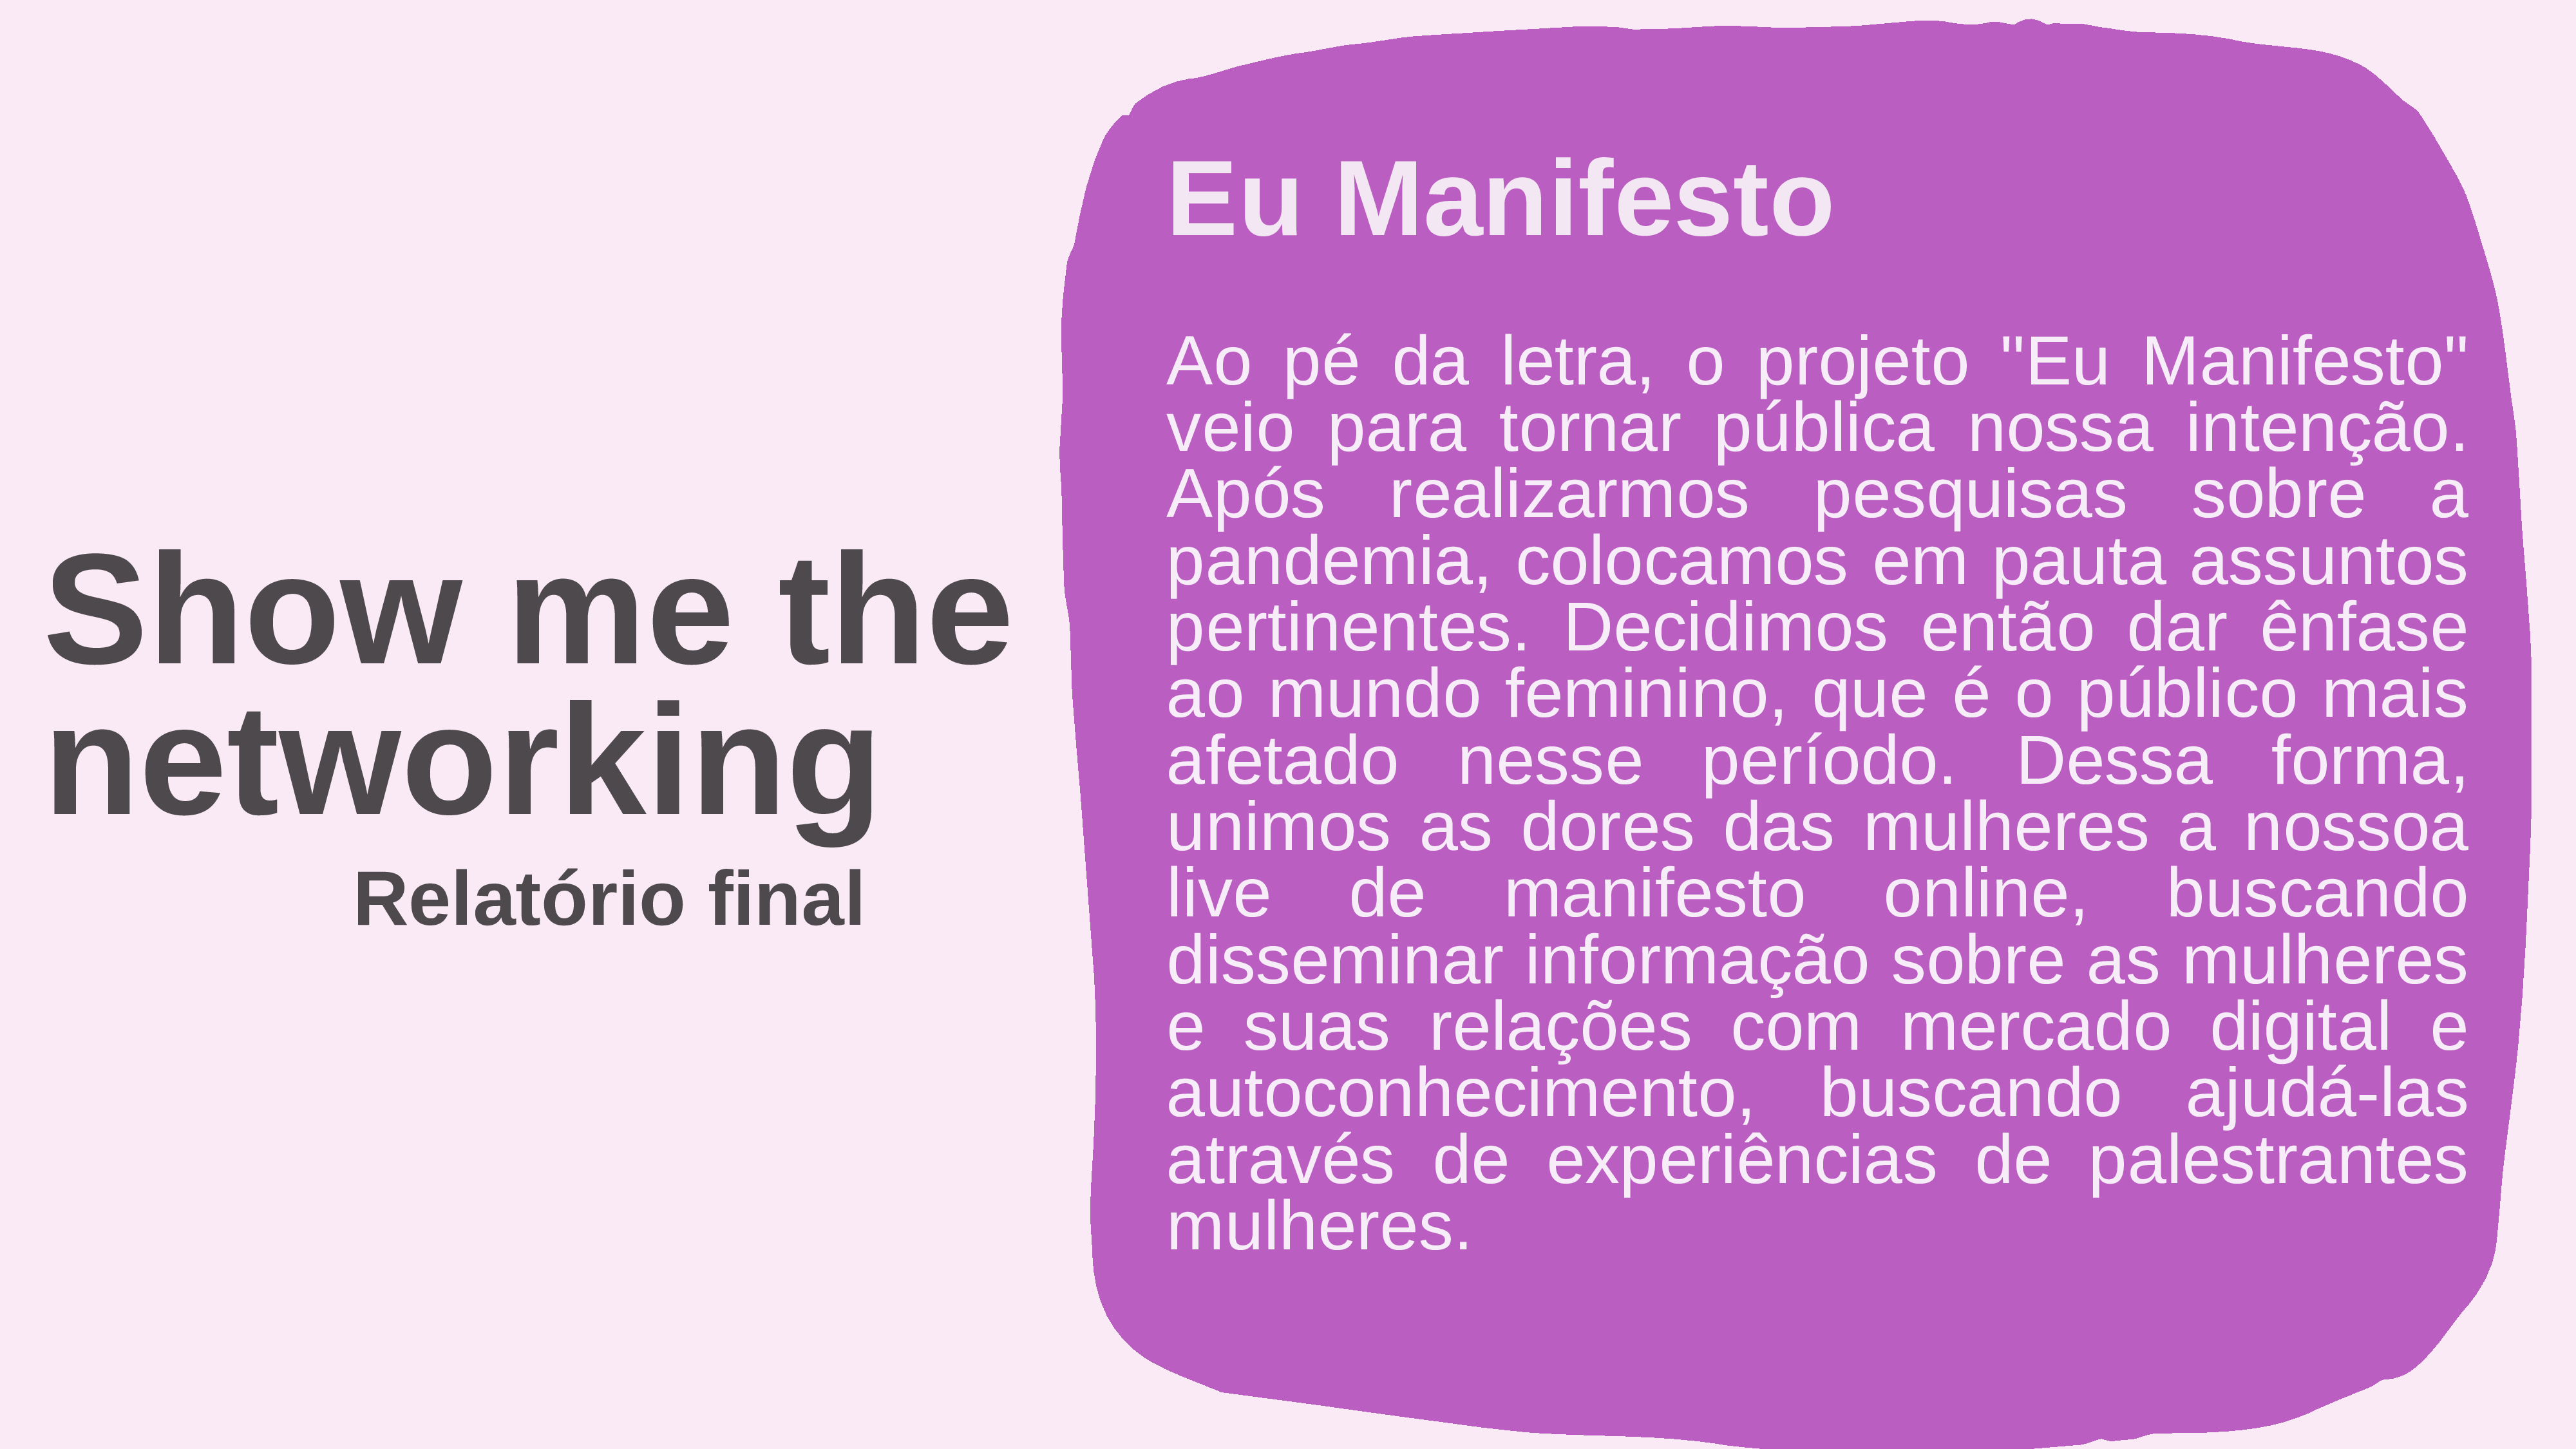 Show me the
networking
Relatório final
Eu Manifesto
Ao pé da letra, o projeto "Eu Manifesto"
veio para tornar pública nossa intenção.
Após realizarmos pesquisas sobre a
pandemia, colocamos em pauta assuntos
pertinentes. Decidimos então dar ênfase
ao mundo feminino, que é o público mais
afetado nesse período. Dessa forma,
unimos as dores das mulheres a nossoa
live de manifesto online, buscando
disseminar informação sobre as mulheres
e suas relações com mercado digital e
autoconhecimento, buscando ajudá-las
através de experiências de palestrantes
mulheres.